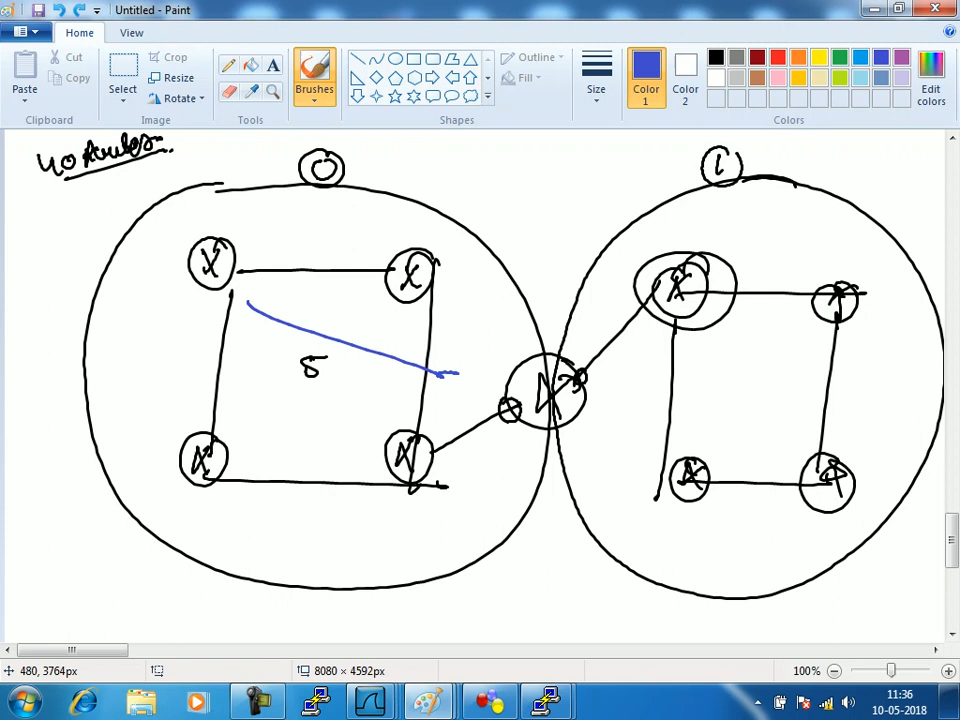 Untitled - Paint
Home
View
Paste
Cut
Copy
Clipboard
Select
Crop
Resize
Rotate
Image
A
Tools
Brushes
Outline
Fill
Shapes
Size
Color 1
Color 2
Edit colors
Colors
40
0
1
X X
5
480, 3764px
8080 × 4592px
100%
11:36
10-05-2018